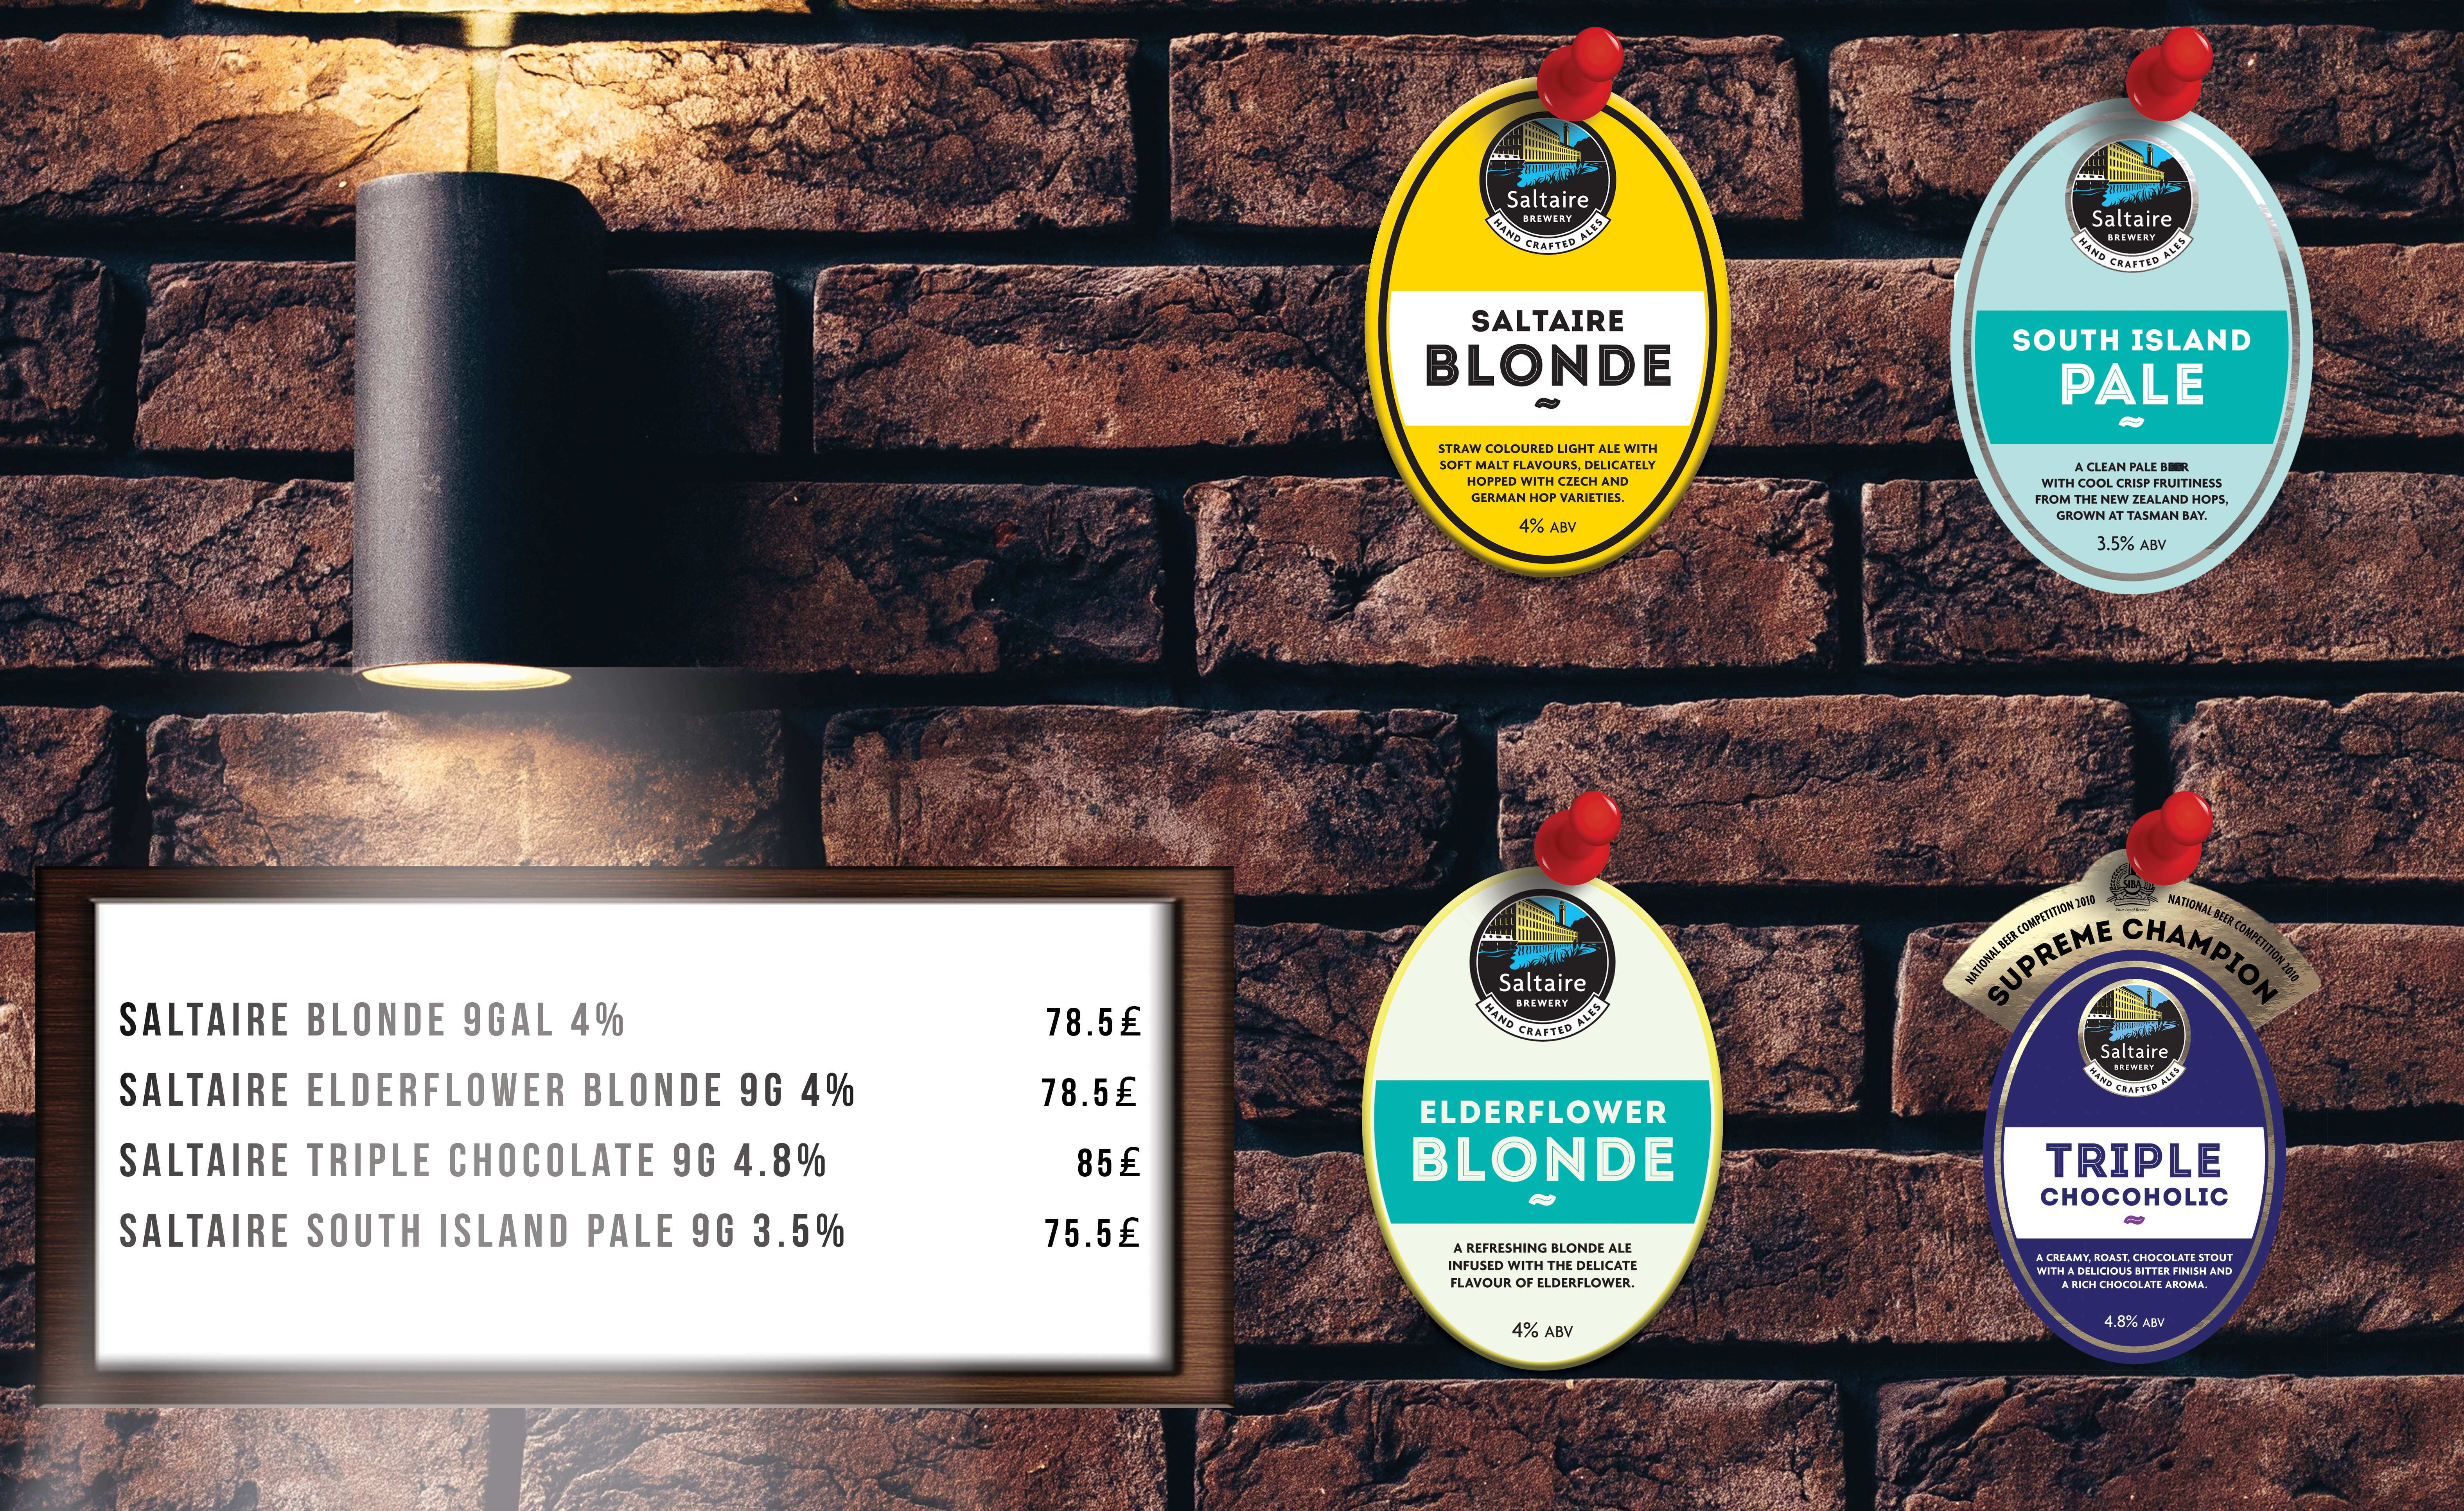 Saltaire
BREWERY
HAND CRAFTED ALES
SALTAIRE
BLONDE
STRAW COLOURED LIGHT ALE WITH
SOFT MALT FLAVOURS, DELICATELY
HOPPED WITH CZECH AND
GERMAN HOP VARIETIES.
4% ABV
Saltaire
BREWERY
HAND CRAFTED ALES
SOUTH ISLAND
PALE
A CLEAN PALE
WITH COOL CRISP FRUITINESS
FROM THE NEW ZEALAND HOPS,
GROWN AT TASMAN BAY.
3.5% ABV
SALTAIRE BLONDE 9GAL 4% 78.5£
SALTAIRE ELDERFLOWER BLONDE 9G 4% 78.5£
SALTAIRE TRIPLE CHOCOLATE 9G 4.8% 85£
SALTAIRE SOUTH ISLAND PALE 9G 3.5% 75.5£
Saltaire
BREWERY
HAND CRAFTED ALES
ELDERFLOWER
BLONDE
A REFRESHING BLONDE ALE
INFUSED WITH THE DELICATE
FLAVOUR OF ELDERFLOWER.
4% ABV
SIBA
NATIONAL BEER COMPETITION 2010 NATIONAL BEER COMPETITION 2010
SUPREME CHAMPION
Saltaire
BREWERY
HAND CRAFTED ALES
TRIPLE
CHOCOHOLIC
A CREAMY, ROAST, CHOCOLATE STOUT
WITH A DELICIOUS BITTER FINISH AND
A RICH CHOCOLATE AROMA.
4.8% ABV